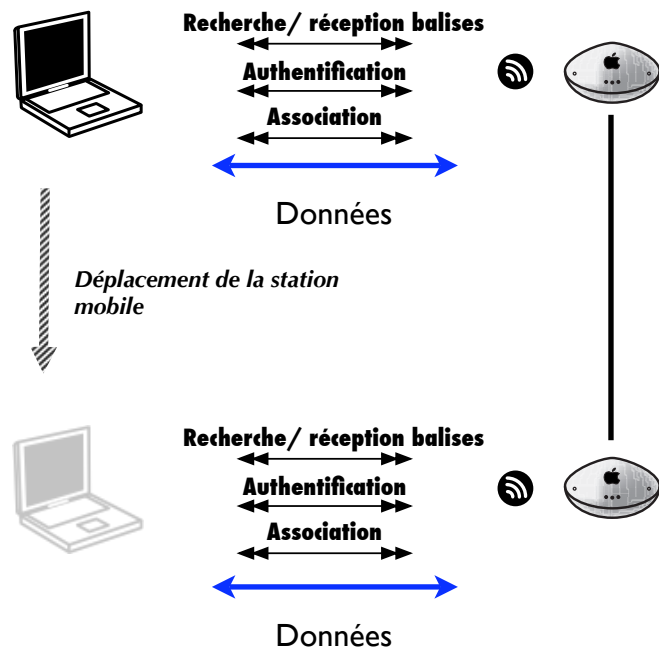 Recherche/ réception balises
Authentification
Association
Données
Déplacement de la station
mobile
Recherche/ réception balises
Authentification
Association
Données